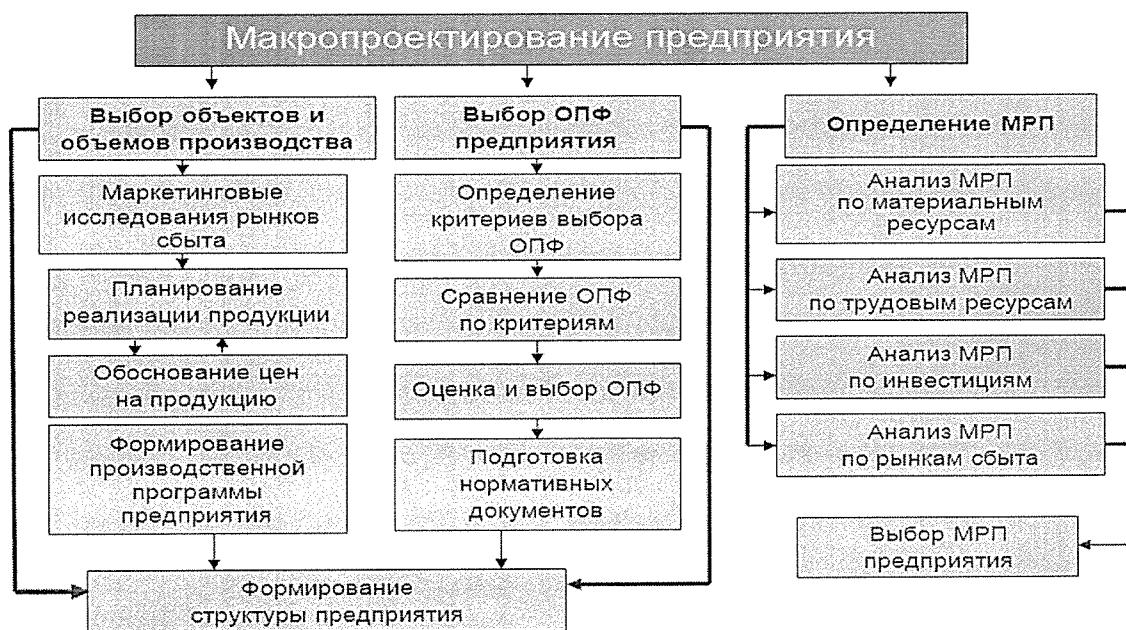 Макропроектирование предприятия
Выбор объектов и
объемов производства
Маркетинговые
исследования рынков
сбыта
Планирование
реализации продукции
Обоснование цен
на продукцию
Формирование
производственной
программы
предприятия
Выбор ОПФ
предприятия
Определение
критериев выбора
ОПФ
Сравнение ОПФ
по критериям
Оценка и выбор ОПФ
Подготовка
нормативных
документов
Формирование
структуры предприятия
Определение МРП
Анализ МРП
по материальным
ресурсам
Анализ МРП
по трудовым ресурсам
Анализ МРП
по инвестициям
Анализ МРП
по рынкам сбыта
Выбор МРП
предприятия